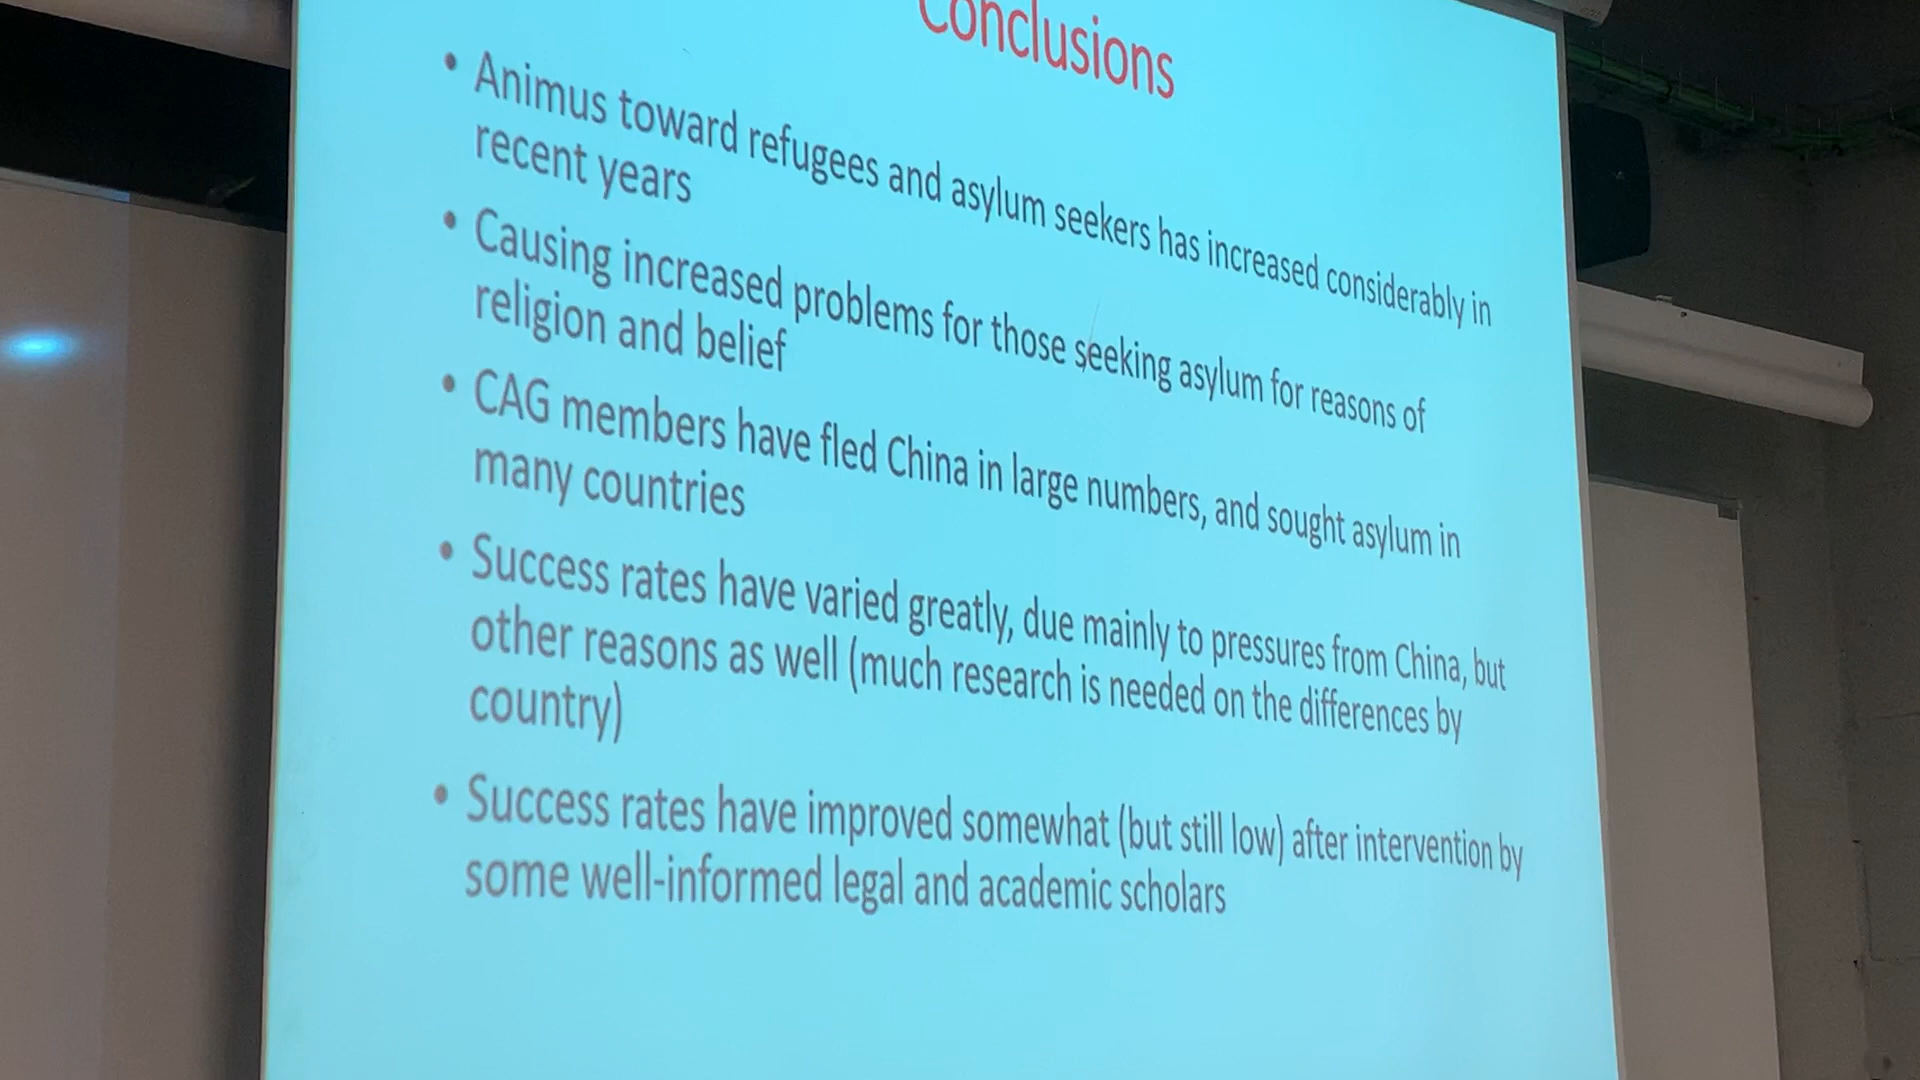 Conclusions
• Animus toward refugees and asylum seekers has increased considerably in
recent years
• Causing increased problems for those seeking asylum for reasons of
religion and belief
• CAG members have fled China in large numbers, and sought asylum in
many countries
• Success rates have varied greatly, due mainly to pressures from China, but
other reasons as well (much research is needed on the differences by
country)
• Success rates have improved somewhat (but still low) after intervention by
some well-informed legal and academic scholars